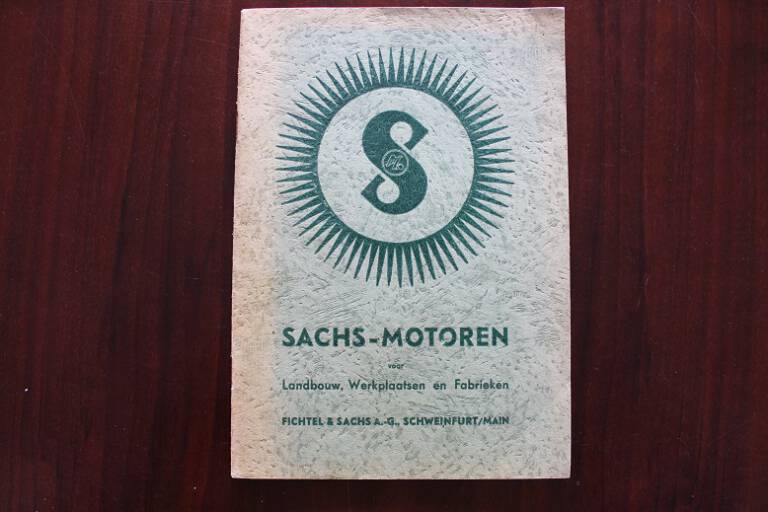 S
SACHS-MOTOREN
voor
Landbouw, Werkplaatsen en Fabrieken
FICHTEL & SACHS A.-G., SCHWEINFURT/MAIN